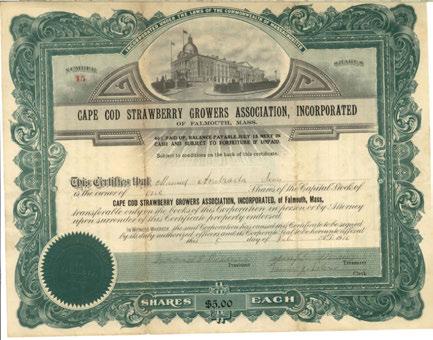 INCORPORATED UNDER THE LAWS OF THE COMMONWEALTH OF MASSACHUSETTS
NUMBER
15
SHARES
CAPE COD STRAWBERRY GROWERS ASSOCIATION, INCORPORATED
OF FALMOUTH, MASS.
40% PAID UP, BALANCE PAYABLE JULY 15 NEXT IN
CASH AND SUBJECT TO FORFEITURE IF UNPAID.
Subject to conditions on the back of this certificate.
This Certifies that
is the owner of one Shares of the Capital Stock of
CAPE COD STRAWBERRY GROWERS ASSOCIATION, INCORPORATED, of Falmouth, Mass,
transferable only on the books of this Corporation in person or by Attorney
upon surrender of this Certificate properly endorsed.
IN WITNESS WHEREOF, the said Corporation has caused this Certificate to be signed
by its duly authorized officers and its Corporate Seal to be hereunto affixed
this day of
Treasurer
Clerk
SHARES $5.00 EACH